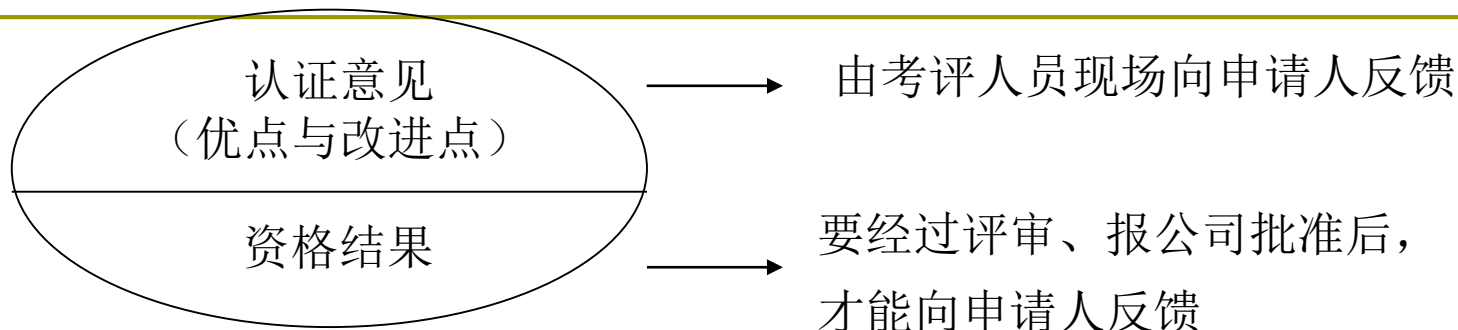 认证意见
（优点与改进点）
由考评人员现场向申请人反馈
资格结果
要经过评审、报公司批准后，
才能向申请人反馈